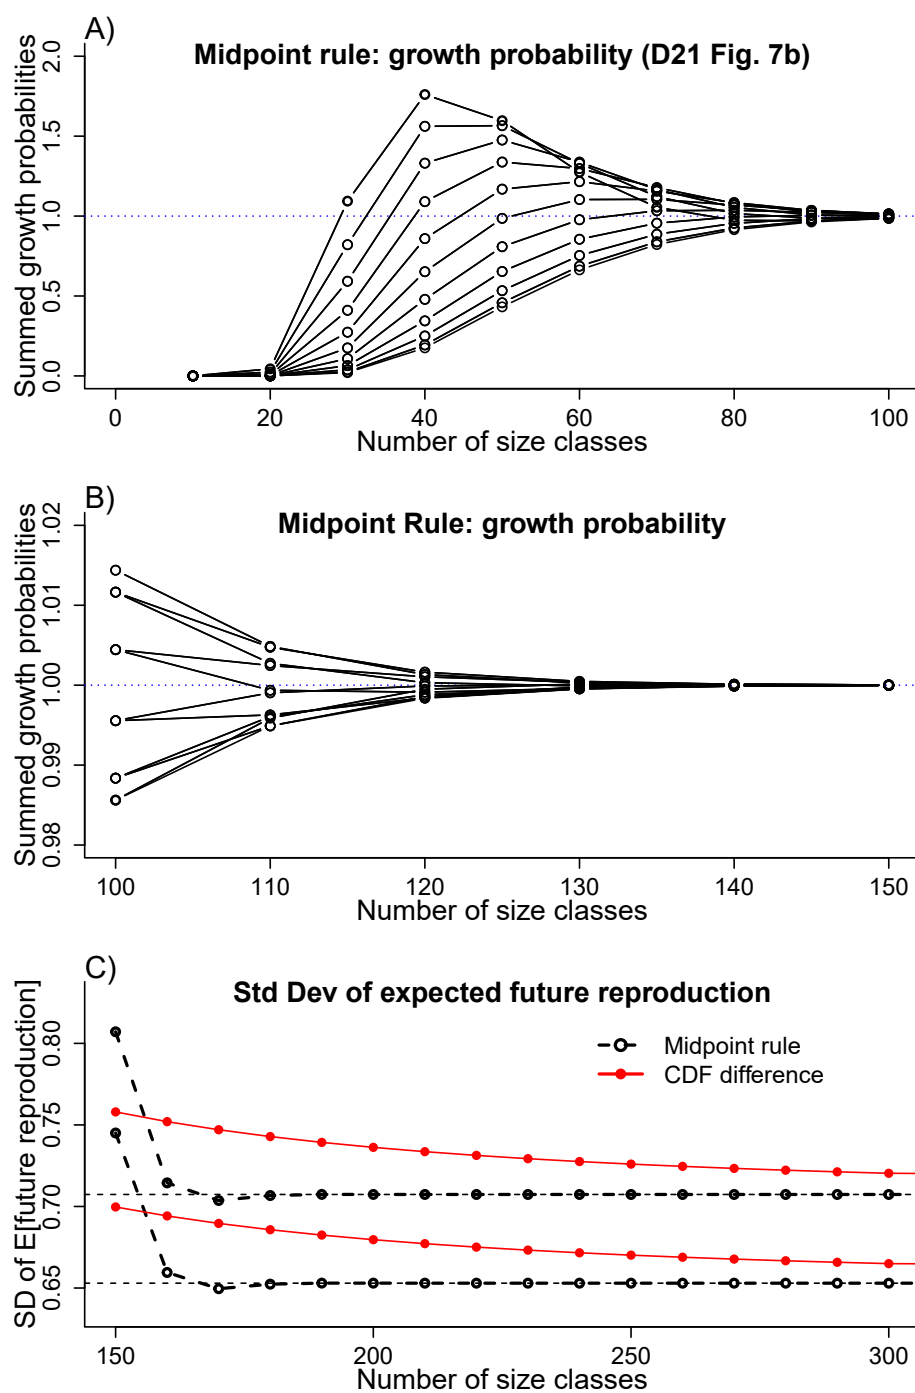 A)
Midpoint rule: growth probability (D21 Fig. 7b)
Summed growth probabilities
2.0
1.5
1.0
0.5
0.0
0 20 40 60 80 100
Number of size classes
B)
Midpoint Rule: growth probability
Summed growth probabilities
1.02
1.01
1.00
0.99
0.98
100 110 120 130 140 150
Number of size classes
C)
Std Dev of expected future reproduction
SD of E[future reproduction]
0.80
0.75
0.70
0.65
Midpoint rule
CDF difference
150 200 250 300
Number of size classes